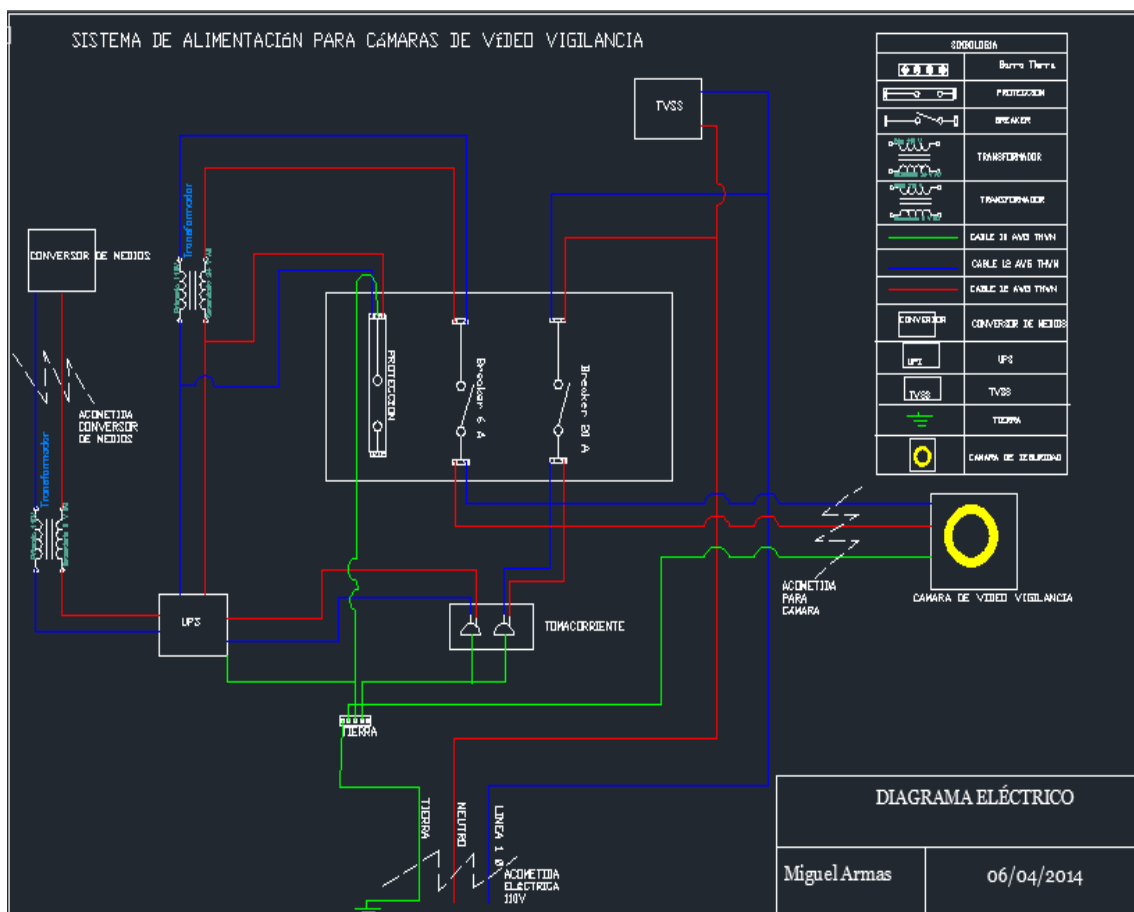 SISTEMA DE ALIMENTACIÓN PARA CÁMARAS DE VÍDEO VIGILANCIA
SIMBOLOGIA
Barra Tierra
PROTECCION
BREAKER
TRANSFORMADOR
TRANSFORMADOR
CABLE 12 AWG THWN
CABLE 12 AWG THWN
CONVERSOR
CONVERSOR DE MEDIOS
UPS
UPS
TVSS
TVSS
TIERRA
CAMARA DE SEGURIDAD
TVSS
Transformador
CONVERSOR DE MEDIOS
ACOMETIDA
CONVERSOR
DE MEDIOS
Transformador
PROTECCION
Breaker 6 A
Breaker 20 A
UPS
TOMACORRIENTE
ACOMETIDA
PARA
CÁMARA
CAMARA DE VIDEO VIGILANCIA
TIERRA
TIERRA
NEUTRO
LINEA 1 Ø
ACOMETIDA
ELÉCTRICA
110V
DIAGRAMA ELÉCTRICO
Miguel Armas
06/04/2014